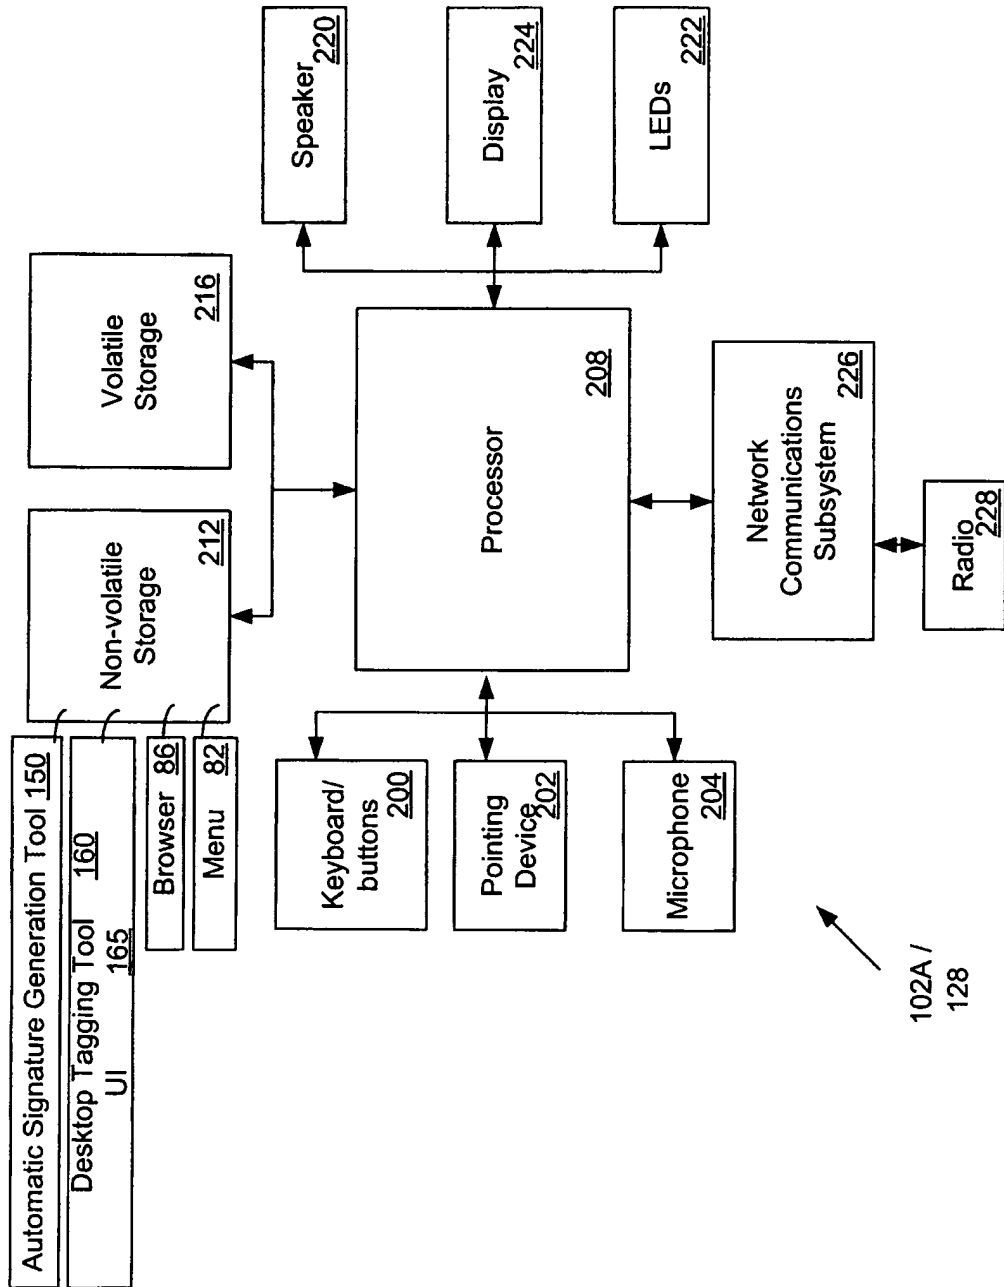 Automatic Signature Generation Tool 150
Desktop Tagging Tool 160
UI 165
Browser 86
Menu 82
Non-volatile
Storage
212
Volatile
Storage
216
Keyboard/
buttons
200
Pointing
Device
202
Microphone
204
Processor
208
Speaker
220
Display
224
LEDs
222
Network
Communications
Subsystem
226
Radio
228
102A /
128